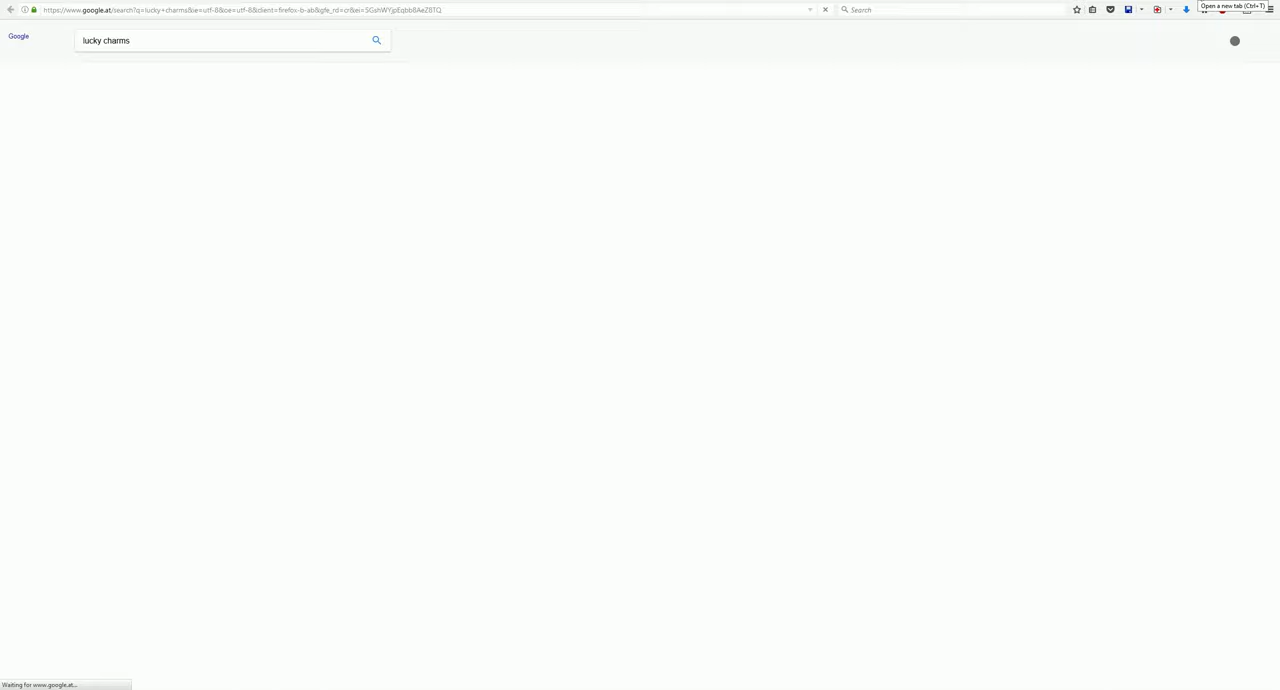 Open a new tab (Ctrl+T)
https://www.google.at/search?q=lucky+charms&ie=utf-8&oe=utf-8&client=firefox-b-ab&gfe_rd=cr&ei=SGshWYjpEqbb8AeZ8TQ
Search
Google
lucky charms
Waiting for www.google.at...